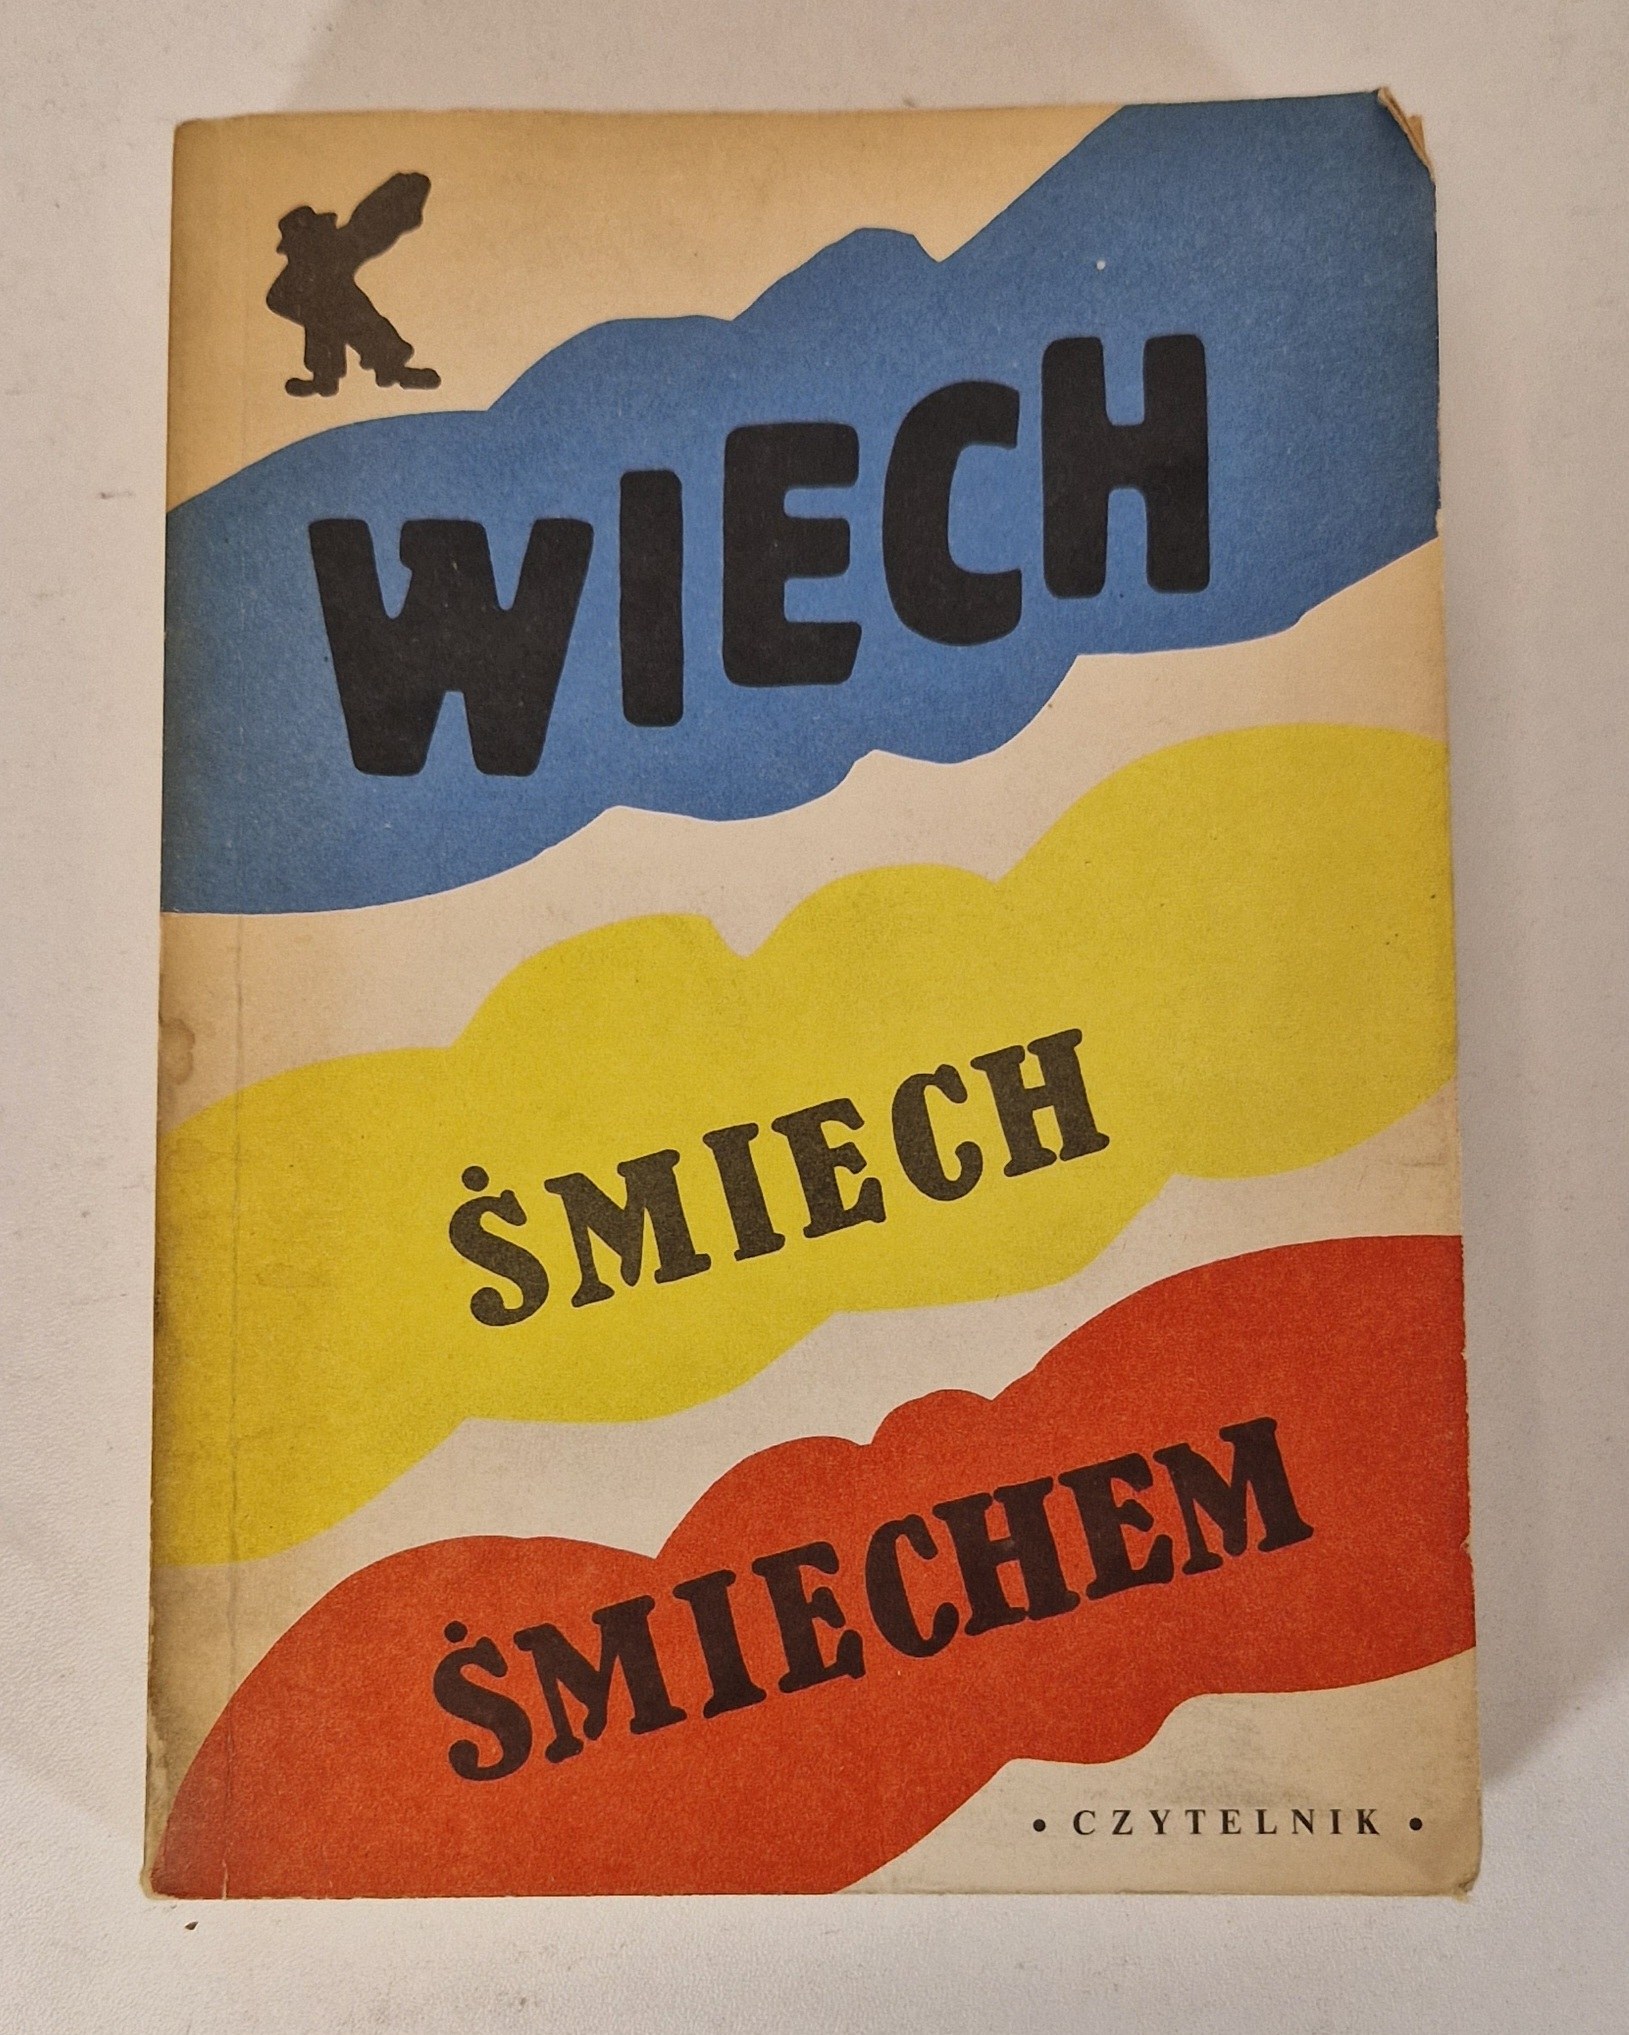 WIECH
ŚMIECH
ŚMIECHEM
• CZYTELNIK •